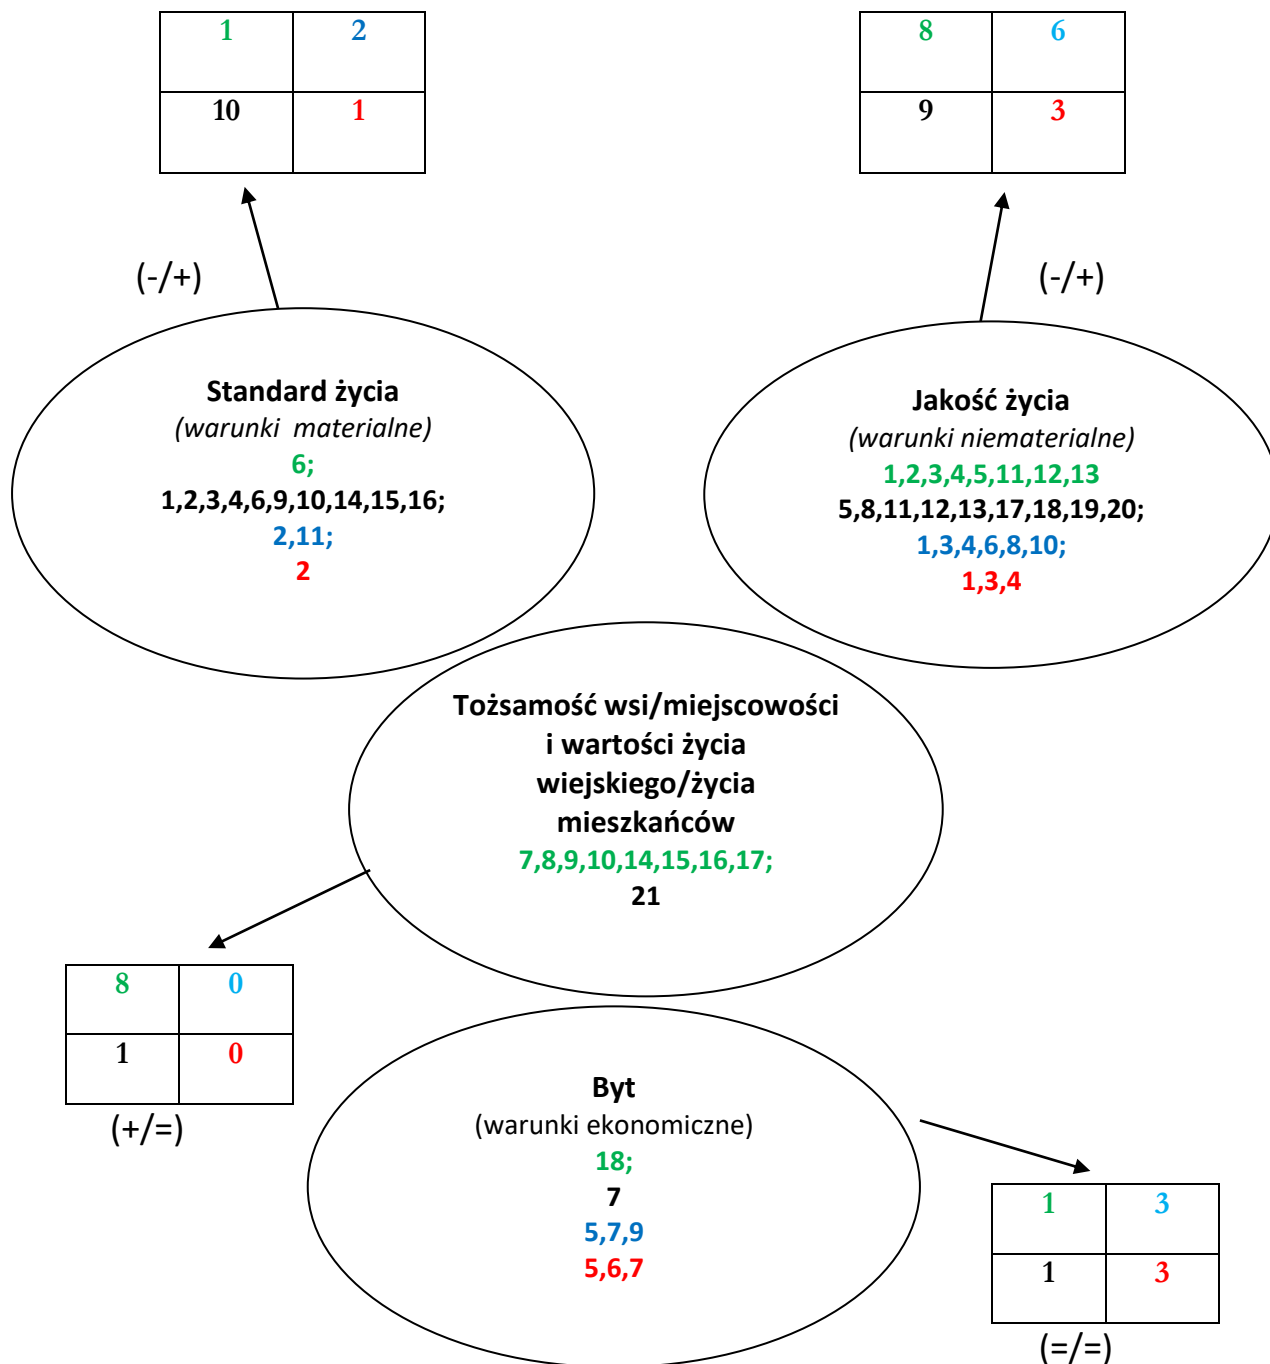 1 2
10 1
8 6
9 3
(-/+)
(-/+)
Standard życia
(warunki materialne)
6;
1,2,3,4,6,9,10,14,15,16;
2,11;
2
Jakość życia
(warunki niematerialne)
1,2,3,4,5,11,12,13
5,8,11,12,13,17,18,19,20;
1,3,4,6,8,10;
1,3,4
Tożsamość wsi/miejscowości
i wartości życia
wiejskiego/życia
mieszkańców
7,8,9,10,14,15,16,17;
21
8 0
1 0
(+/=)
Byt
(warunki ekonomiczne)
18;
7
5,7,9
5,6,7
1 3
1 3
(=/=)